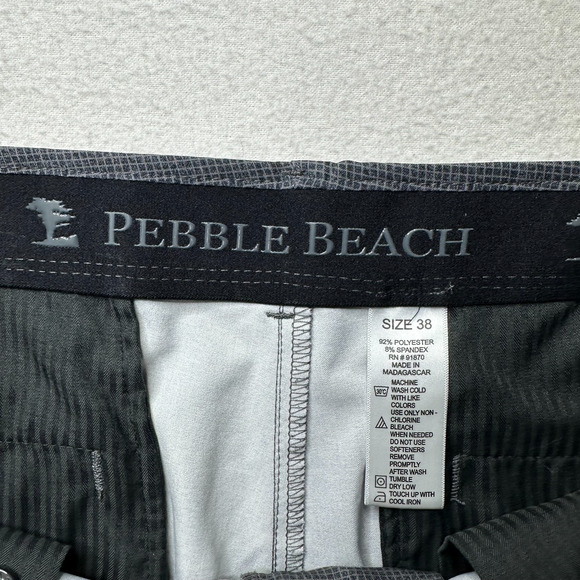 PEBBLE BEACH
SIZE 38
92% POLYESTER
8% SPANDEX
RN # 91870
MADE IN
MADAGASCAR
MACHINE
30°C WASH COLD
WITH LIKE
COLORS
USE ONLY NON -
CHLORINE
BLEACH
WHEN NEEDED
DO NOT USE
SOFTENERS
REMOVE
PROMPTLY
AFTER WASH
TUMBLE
DRY LOW
TOUCH UP WITH
COOL IRON